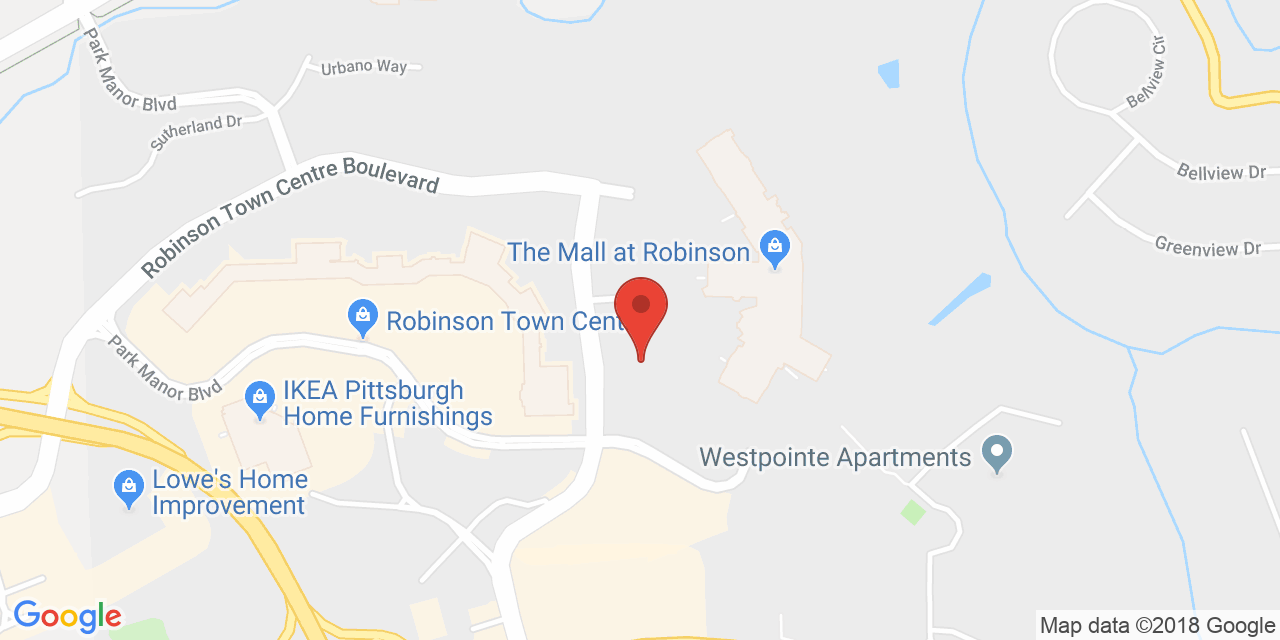 Park Manor Blvd
Urbano Way
Sutherland Dr
Bellview Cir
Bellview Dr
Greenview Dr
Robinson Town Centre Boulevard
The Mall at Robinson
Robinson Town Cent
Park Manor Blvd
IKEA Pittsburgh
Home Furnishings
Westpointe Apartments
Lowe's Home
Improvement
Google
Map data ©2018 Google